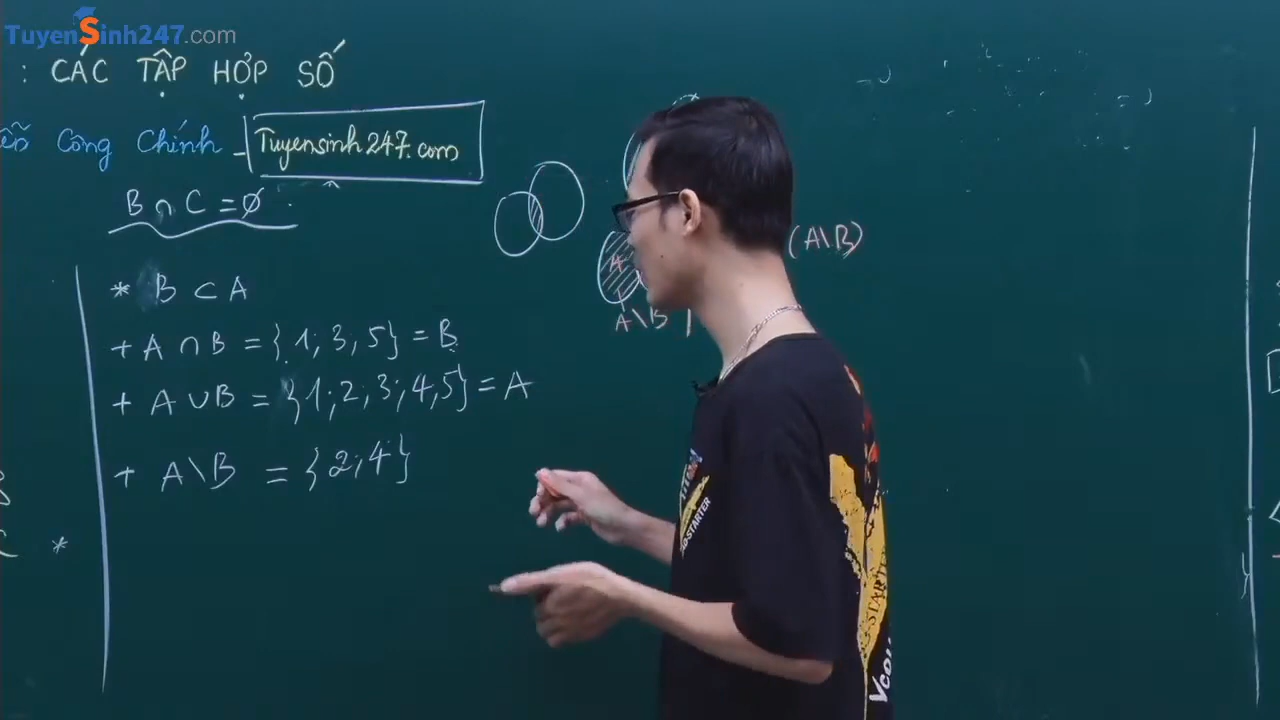 TuyenSinh247.com
: CÁC TẬP HỢP SỐ
Công Chính - Tuyensinh247.com
B ∩ C = ∅
* B ⊂ A
+ A ∩ B = {1; 3; 5} = B
+ A ∪ B = {1; 2; 3; 4; 5} = A
+ A \ B = {2; 4}
*
A
A\B
(A\B)